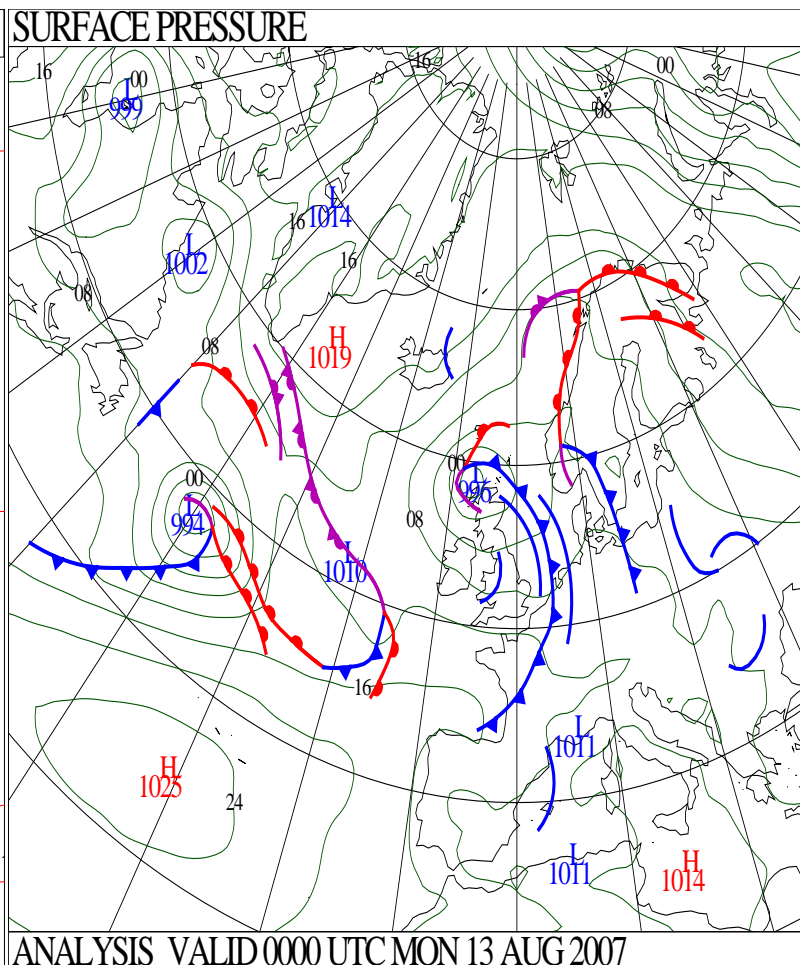 SURFACE PRESSURE
16
00
L
999
16
00
08
L
1014
16
L
1002
16
08
H
1019
08
00
L
996
00
L
994
08
L
1010
16
L
1011
H
1025
24
L
1011
H
1014
ANALYSIS VALID 0000 UTC MON 13 AUG 2007